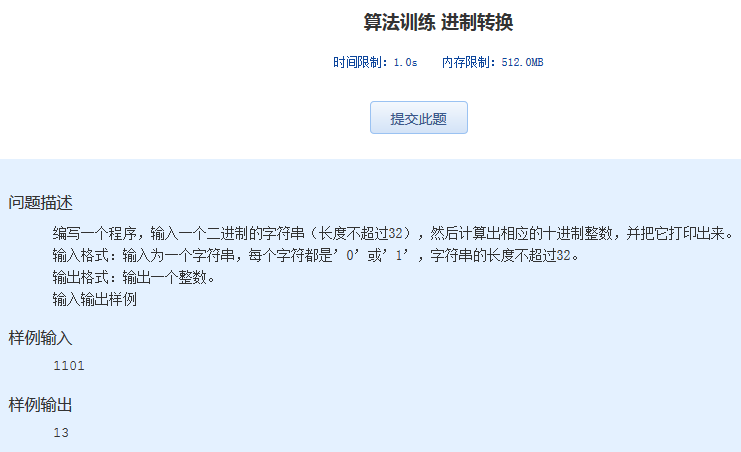 算法训练 进制转换
时间限制：1.0s 内存限制：512.0MB
提交此题
问题描述
编写一个程序，输入一个二进制的字符串（长度不超过32），然后计算出相应的十进制整数，并把它打印出来。
输入格式：输入为一个字符串，每个字符都是’0’或’1’，字符串的长度不超过32。
输出格式：输出一个整数。
输入输出样例
样例输入
1101
样例输出
13